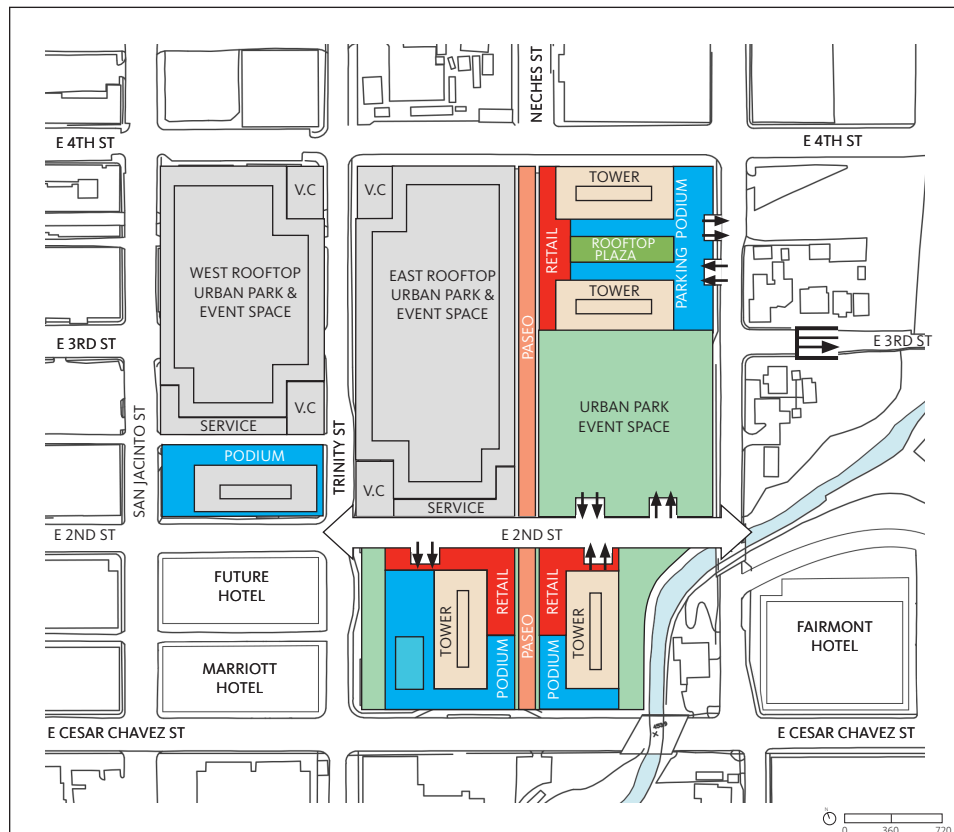 NECHES ST
E 4TH ST
E 4TH ST
V.C
V.C
TOWER
PARKING PODIUM
RETAIL
ROOFTOP
PLAZA
WEST ROOFTOP
URBAN PARK &
EVENT SPACE
EAST ROOFTOP
URBAN PARK &
EVENT SPACE
TOWER
PASEO
E 3RD ST
E 3RD ST
V.C
SERVICE
URBAN PARK
EVENT SPACE
SAN JACINTO ST
TRINITY ST
PODIUM
V.C
SERVICE
E 2ND ST
E 2ND ST
FUTURE
HOTEL
TOWER
RETAIL
PODIUM
PASEO
RETAIL
PODIUM
TOWER
FAIRMONT
HOTEL
MARRIOTT
HOTEL
E CESAR CHAVEZ ST
E CESAR CHAVEZ ST
N
0 360 720